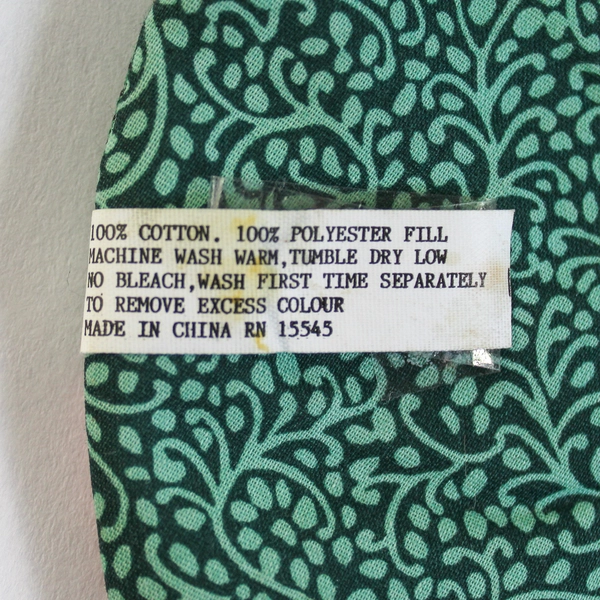 100% COTTON. 100% POLYESTER FILL
MACHINE WASH WARM,TUMBLE DRY LOW
NO BLEACH,WASH FIRST TIME SEPARATELY
TO REMOVE EXCESS COLOUR
MADE IN CHINA RN 15545